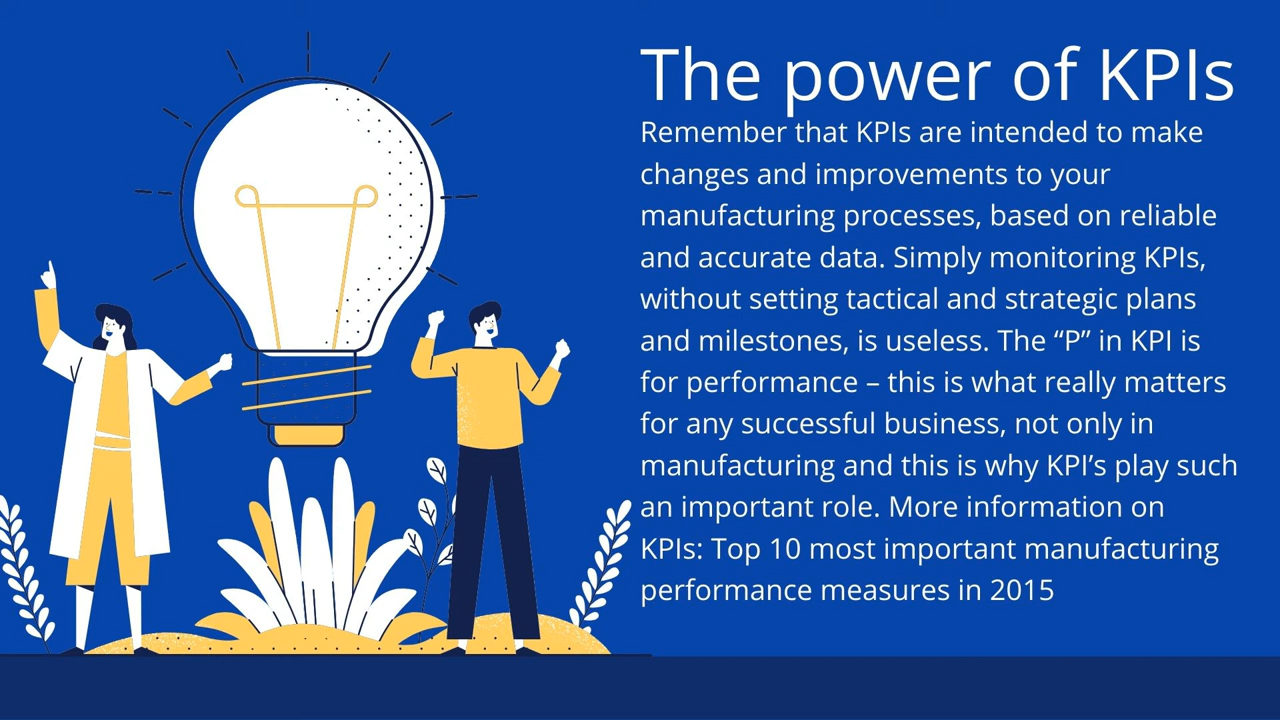 The power of KPIs
Remember that KPIs are intended to make
changes and improvements to your
manufacturing processes, based on reliable
and accurate data. Simply monitoring KPIs,
without setting tactical and strategic plans
and milestones, is useless. The “P” in KPI is
for performance – this is what really matters
for any successful business, not only in
manufacturing and this is why KPI’s play such
an important role. More information on
KPIs: Top 10 most important manufacturing
performance measures in 2015